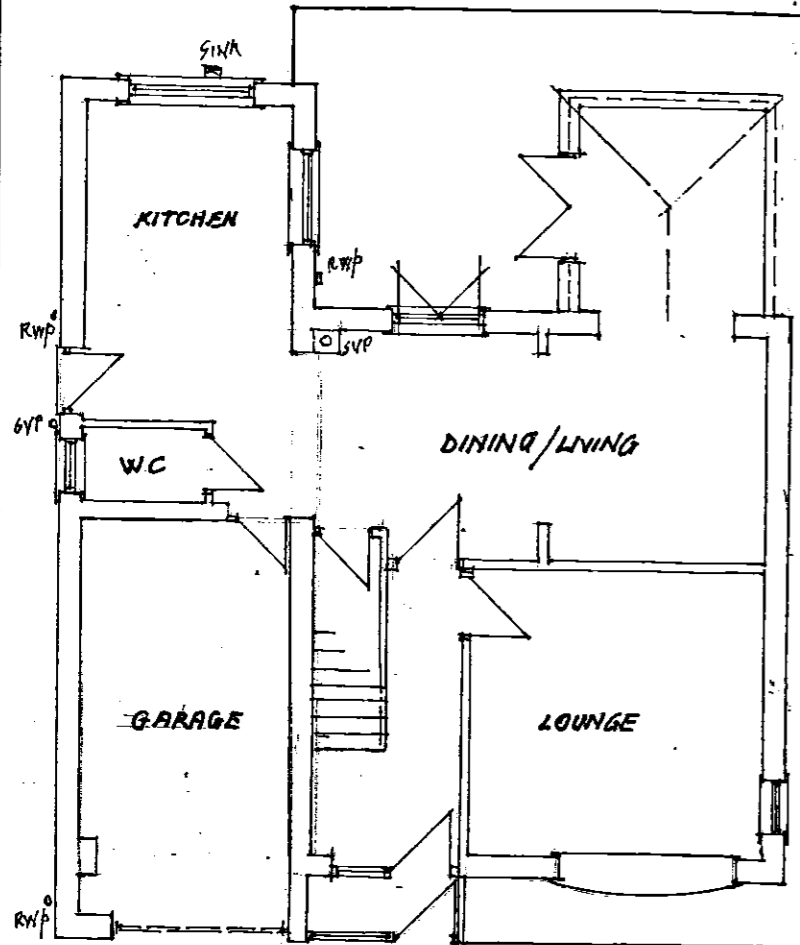 SINK
KITCHEN
RWP
RWP
SVP
SVP
W.C
DINING/LIVING
GARAGE
LOUNGE
RWP